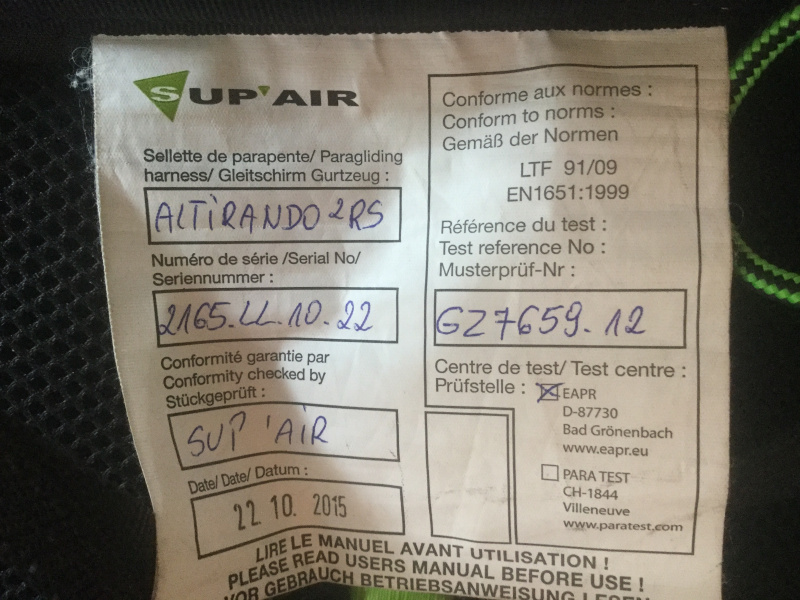 SUP'AIR
Sellette de parapente/ Paragliding
harness/ Gleitschirm Gurtzeug :
ALTiRANDO 2RS
Numéro de série /Serial No/
Seriennummer :
2165.LL.10.22
Conformité garantie par
Conformity checked by
Stückgeprüft :
SUP'AiR
Date/ Date/ Datum :
22 10. 2015
Conforme aux normes :
Conform to norms :
Gemäß der Normen
LTF 91/09
EN1651:1999
Référence du test :
Test reference No :
Musterprüf-Nr :
GZ7659.12
Centre de test/ Test centre :
Prüfstelle :
EAPR
D-87730
Bad Grönenbach
www.eapr.eu
PARA TEST
CH-1844
Villeneuve
www.paratest.com
LIRE LE MANUEL AVANT UTILISATION !
PLEASE READ USERS MANUAL BEFORE USE !
VOR GEBRAUCH BETRIEBSANWEISUNG LESEN